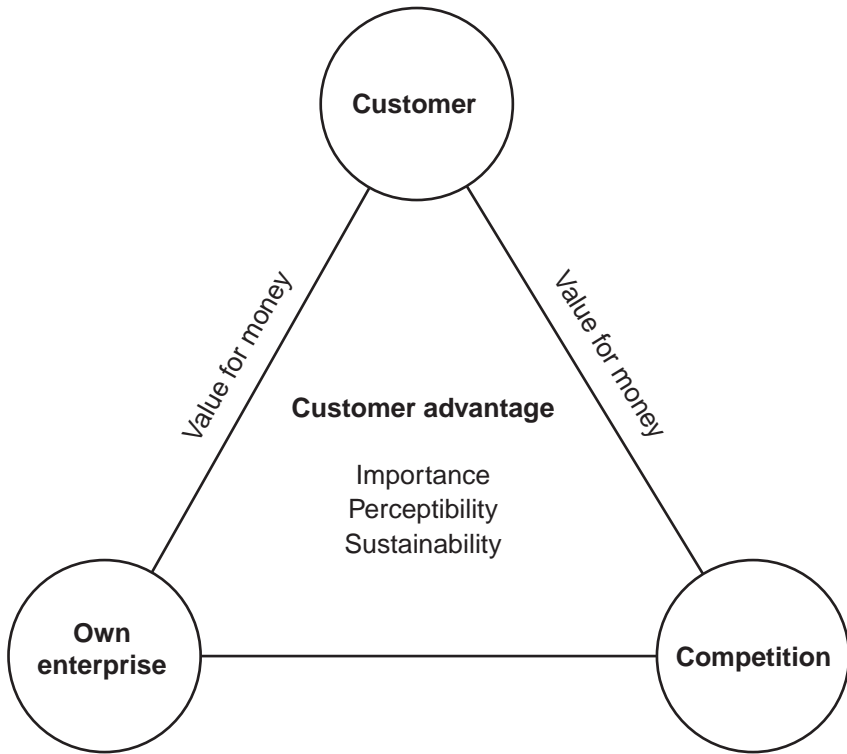 Customer
Value for money
Value for money
Customer advantage
Importance
Perceptibility
Sustainability
Own
enterprise
Competition